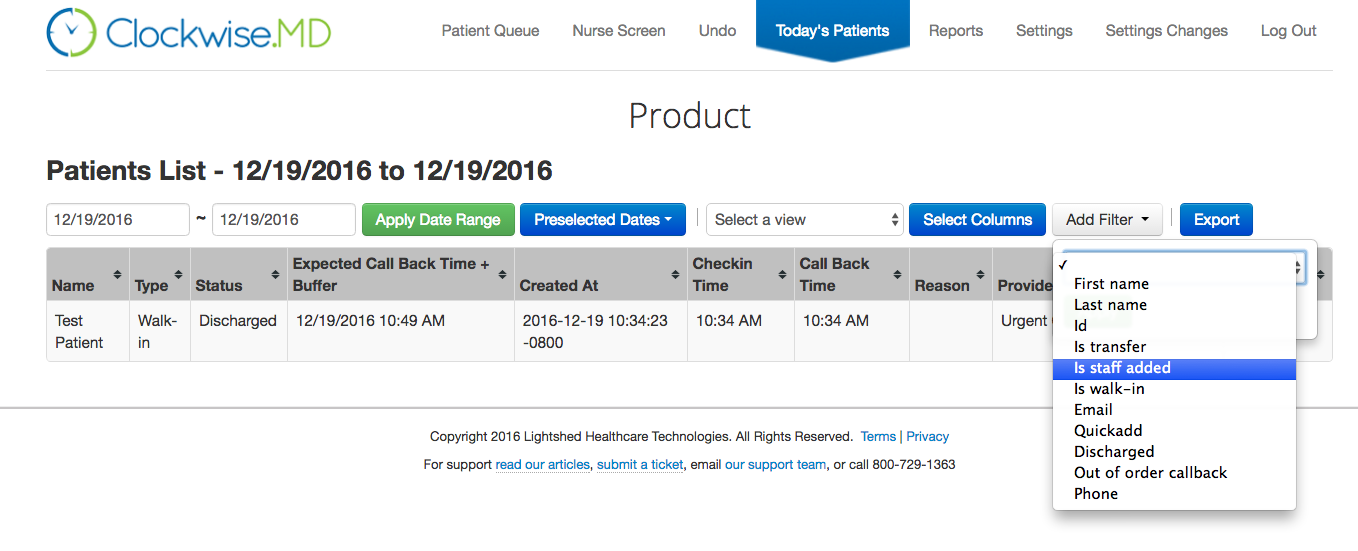 Clockwise.MD
Patient Queue Nurse Screen Undo Today's Patients Reports Settings Settings Changes Log Out
Product
Patients List - 12/19/2016 to 12/19/2016
12/19/2016 ~ 12/19/2016 Apply Date Range Preselected Dates Select a view Select Columns Add Filter Export
Name Type Status Expected Call Back Time + Buffer Created At Checkin Time Call Back Time Reason Provide
Test Patient Walk-in Discharged 12/19/2016 10:49 AM 2016-12-19 10:34:23 -0800 10:34 AM 10:34 AM Urgent
First name
Last name
Id
Is transfer
Is staff added
Is walk-in
Email
Quickadd
Discharged
Out of order callback
Phone
Copyright 2016 Lightshed Healthcare Technologies. All Rights Reserved. Terms | Privacy
For support read our articles, submit a ticket, email our support team, or call 800-729-1363